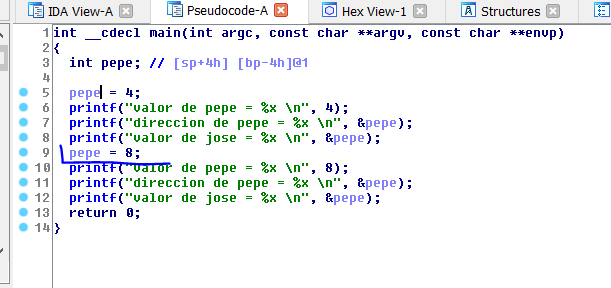 IDA View-A Pseudocode-A Hex View-1 Structures
1 int __cdecl main(int argc, const char **argv, const char **envp)
2 {
3 int pepe; // [sp+4h] [bp-4h]@1
4
5 pepe = 4;
6 printf("valor de pepe = %x \n", 4);
7 printf("direccion de pepe = %x \n", &pepe);
8 printf("valor de jose = %x \n", &pepe);
9 pepe = 8;
10 printf("valor de pepe = %x \n", 8);
11 printf("direccion de pepe = %x \n", &pepe);
12 printf("valor de jose = %x \n", &pepe);
13 return 0;
14 }